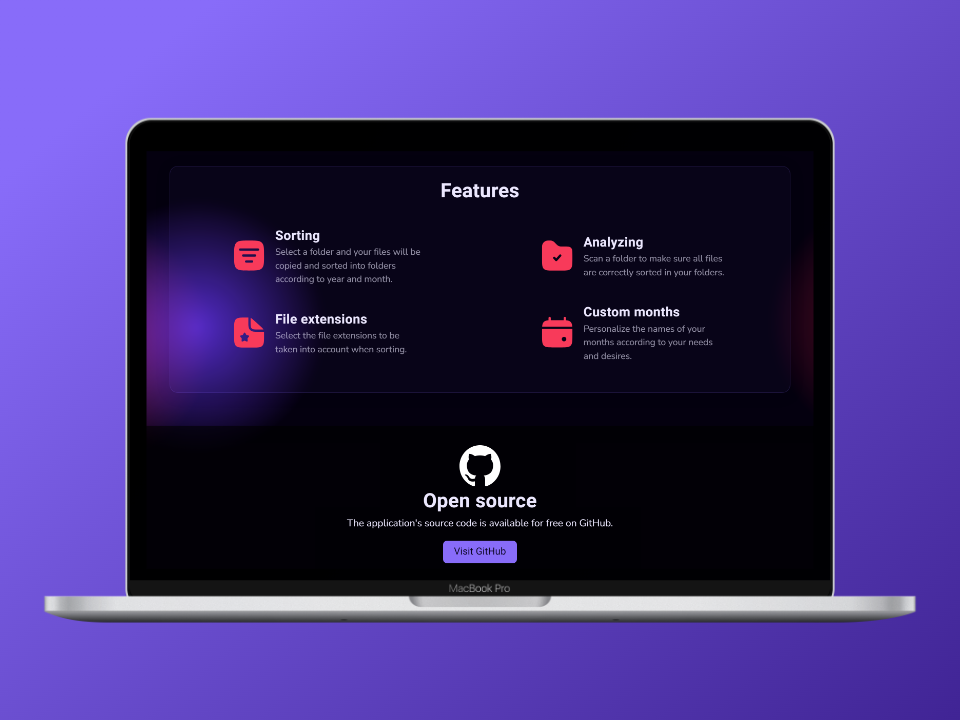 Features
Sorting
Select a folder and your files will be
copied and sorted into folders
according to year and month.
Analyzing
Scan a folder to make sure all files
are correctly sorted in your folders.
File extensions
Select the file extensions to be
taken into account when sorting.
Custom months
Personalize the names of your
months according to your needs
and desires.
Open source
The application's source code is available for free on GitHub.
Visit GitHub
MacBook Pro